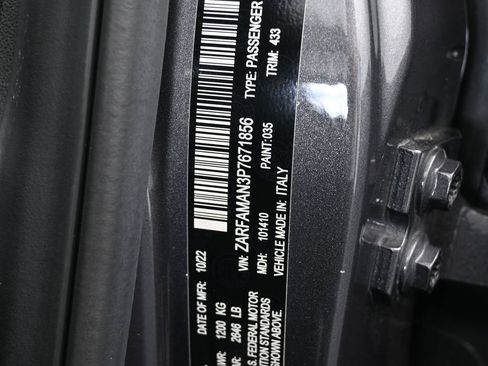 DATE OF MFR: 10/22
1200 KG
2646 LB
S. FEDERAL MOTOR
STANDARDS
SHOWN ABOVE.
VIN: ZARFAMAN3P7671856
TYPE: PASSENGER
MDH: 101410
PAINT: 035
TRIM: 433
VEHICLE MADE IN: ITALY